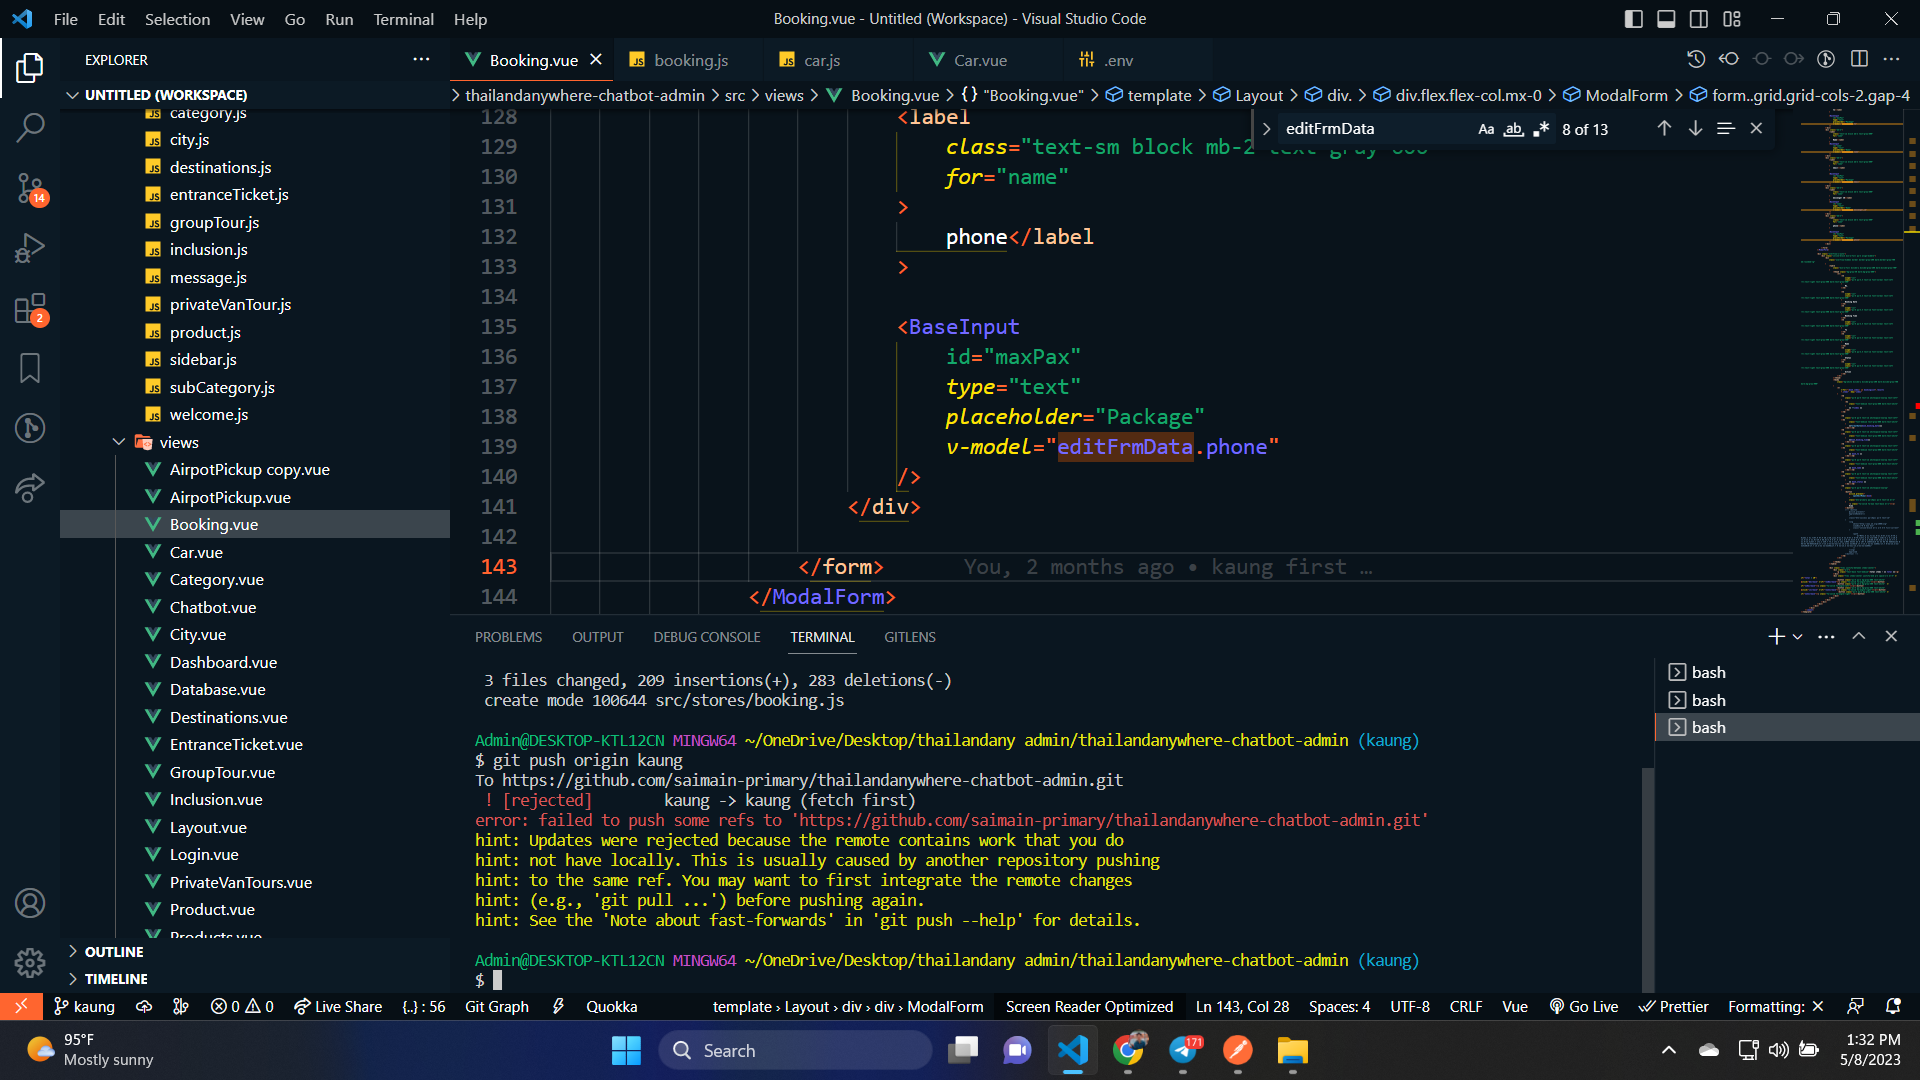 File Edit Selection View Go Run Terminal Help
Booking.vue - Untitled (Workspace) - Visual Studio Code
EXPLORER
UNTITLED (WORKSPACE)
category.js
city.js
destinations.js
entranceTicket.js
groupTour.js
inclusion.js
message.js
privateVanTour.js
product.js
sidebar.js
subCategory.js
welcome.js
views
AirpotPickup copy.vue
AirpotPickup.vue
Booking.vue
Car.vue
Category.vue
Chatbot.vue
City.vue
Dashboard.vue
Database.vue
Destinations.vue
EntranceTicket.vue
GroupTour.vue
Inclusion.vue
Layout.vue
Login.vue
PrivateVanTours.vue
Product.vue
Products.vue
OUTLINE
TIMELINE
14
2
Booking.vue booking.js car.js Car.vue .env
thailandanywhere-chatbot-admin > src > views > Booking.vue > {} "Booking.vue" > template > Layout > div. > div.flex.flex-col.mx-0 > ModalForm > form..grid.grid-cols-2.gap-4
editFrmData Aa ab 8 of 13
128 <label
129 class="text-sm block mb-2 text-gray-600
130 for="name"
131 >
132 phone</label
133 >
134
135 <BaseInput
136 id="maxPax"
137 type="text"
138 placeholder="Package"
139 v-model="editFrmData.phone"
140 />
141 </div>
142
143 </form> You, 2 months ago • kaung first …
144 </ModalForm>
PROBLEMS OUTPUT DEBUG CONSOLE TERMINAL GITLENS
3 files changed, 209 insertions(+), 283 deletions(-)
create mode 100644 src/stores/booking.js
Admin@DESKTOP-KTL12CN MINGW64 ~/OneDrive/Desktop/thailandany admin/thailandanywhere-chatbot-admin (kaung)
$ git push origin kaung
To https://github.com/saimain-primary/thailandanywhere-chatbot-admin.git
! [rejected] kaung -> kaung (fetch first)
error: failed to push some refs to 'https://github.com/saimain-primary/thailandanywhere-chatbot-admin.git'
hint: Updates were rejected because the remote contains work that you do
hint: not have locally. This is usually caused by another repository pushing
hint: to the same ref. You may want to first integrate the remote changes
hint: (e.g., 'git pull ...') before pushing again.
hint: See the 'Note about fast-forwards' in 'git push --help' for details.
Admin@DESKTOP-KTL12CN MINGW64 ~/OneDrive/Desktop/thailandany admin/thailandanywhere-chatbot-admin (kaung)
$
bash
bash
bash
kaung 0 0 Live Share {..} : 56 Git Graph Quokka template > Layout > div > div > ModalForm Screen Reader Optimized Ln 143, Col 28 Spaces: 4 UTF-8 CRLF Vue Go Live Prettier Formatting: ×
95°F
Mostly sunny
Search
171
1:32 PM
5/8/2023